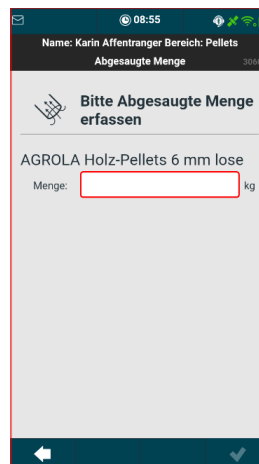 08:55
Name: Karin Affentranger Bereich: Pellets
Abgesaugte Menge
Bitte Abgesaugte Menge
erfassen
AGROLA Holz-Pellets 6 mm lose
Menge: kg